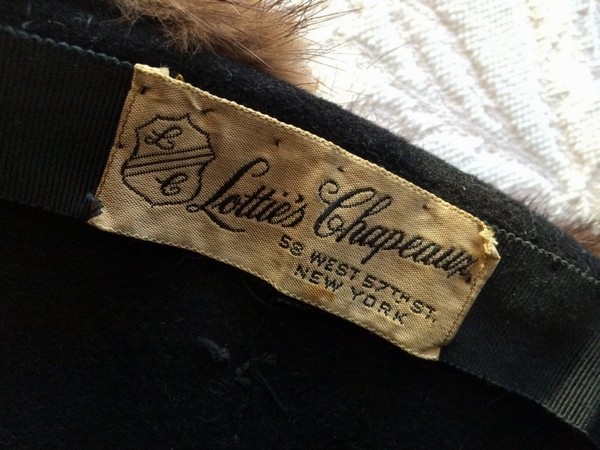 L
C
Lottie's Chapeaux
58 WEST 57TH ST.
NEW YORK